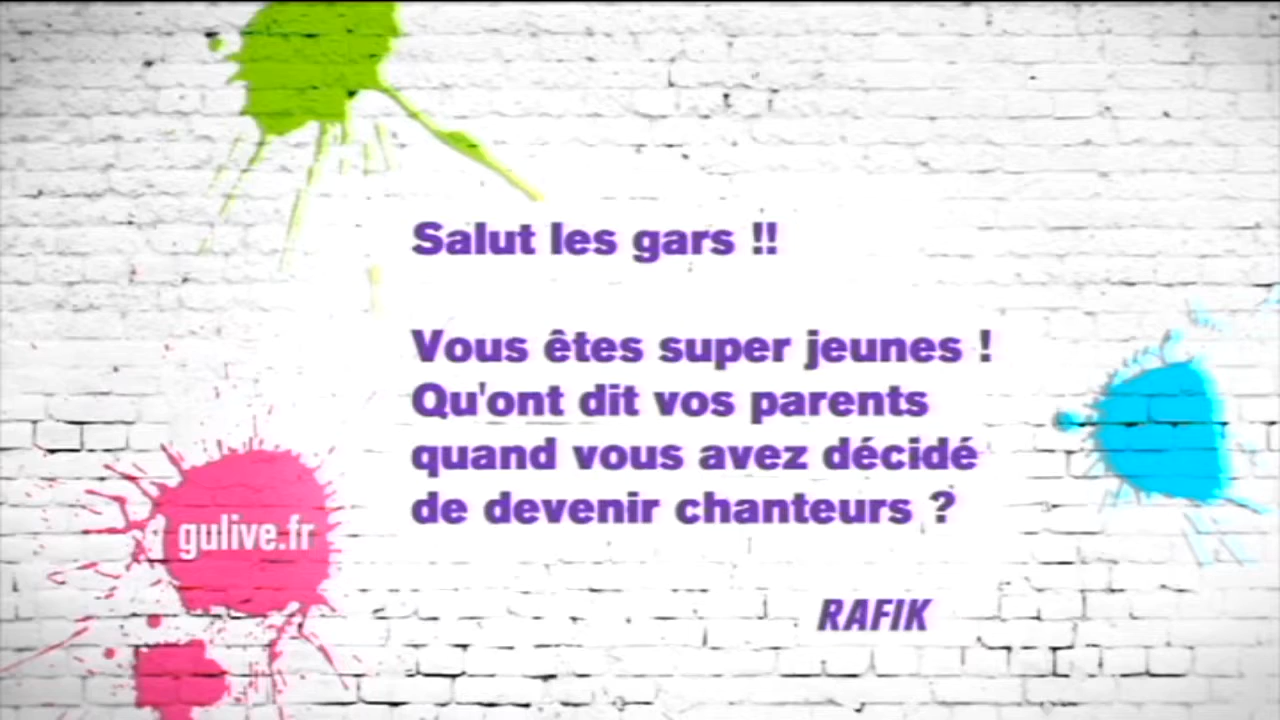 Salut les gars !!
Vous êtes super jeunes !
Qu'ont dit vos parents
quand vous avez décidé
de devenir chanteurs ?
gulive.fr
RAFIK